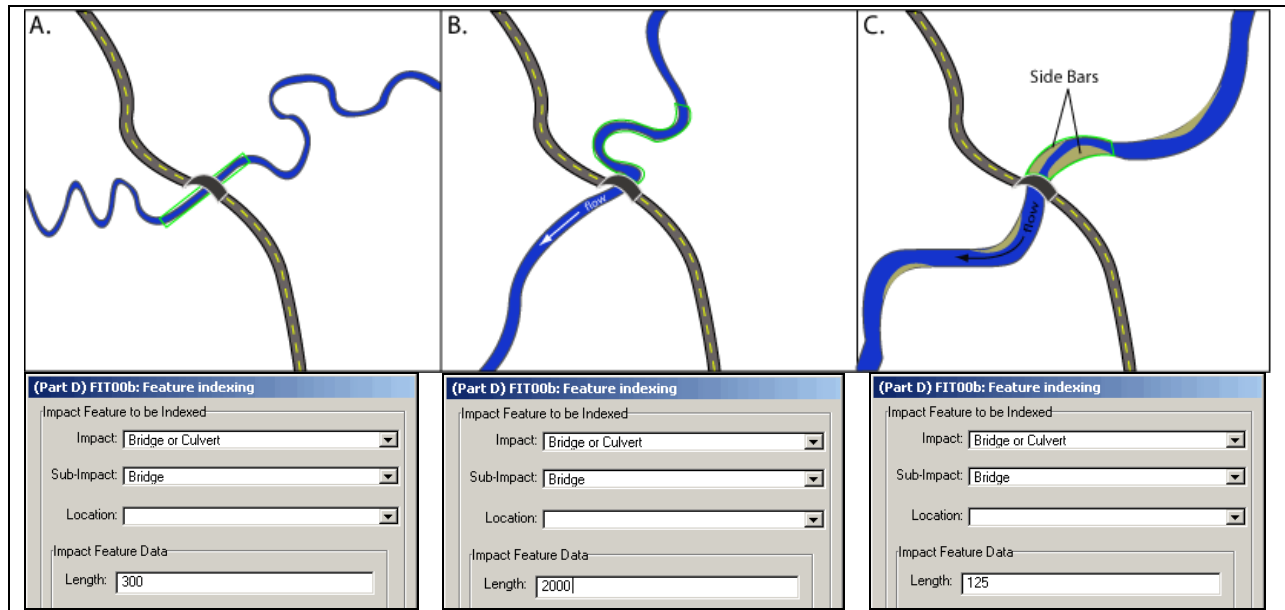 A.
B.
flow
C.
Side Bars
flow
(Part D) FIT00b: Feature indexing
Impact Feature to be Indexed
Impact: Bridge or Culvert
Sub-Impact: Bridge
Location:
Impact Feature Data
Length: 300
(Part D) FIT00b: Feature indexing
Impact Feature to be Indexed
Impact: Bridge or Culvert
Sub-Impact: Bridge
Location:
Impact Feature Data
Length: 2000
(Part D) FIT00b: Feature indexing
Impact Feature to be Indexed
Impact: Bridge or Culvert
Sub-Impact: Bridge
Location:
Impact Feature Data
Length: 125